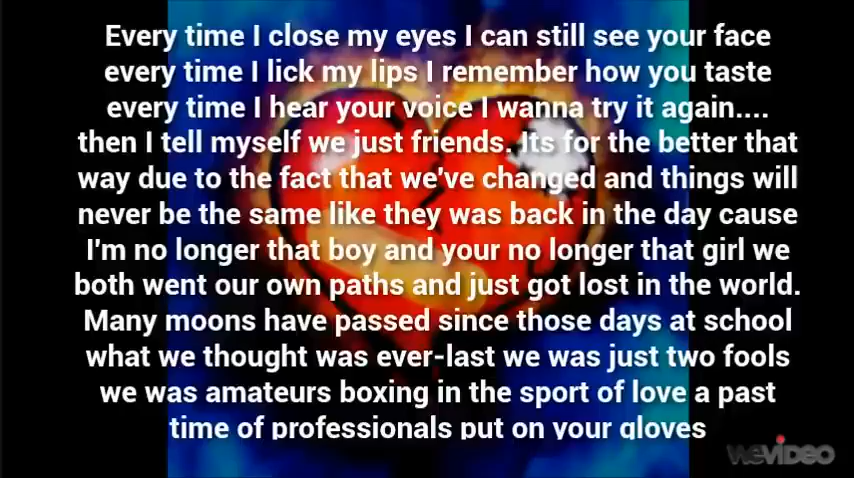 Every time I close my eyes I can still see your face
every time I lick my lips I remember how you taste
every time I hear your voice I wanna try it again....
then I tell myself we just friends. Its for the better that
way due to the fact that we've changed and things will
never be the same like they was back in the day cause
I'm no longer that boy and your no longer that girl we
both went our own paths and just got lost in the world.
Many moons have passed since those days at school
what we thought was ever-last we was just two fools
we was amateurs boxing in the sport of love a past
time of professionals put on your gloves
WEVIDEO